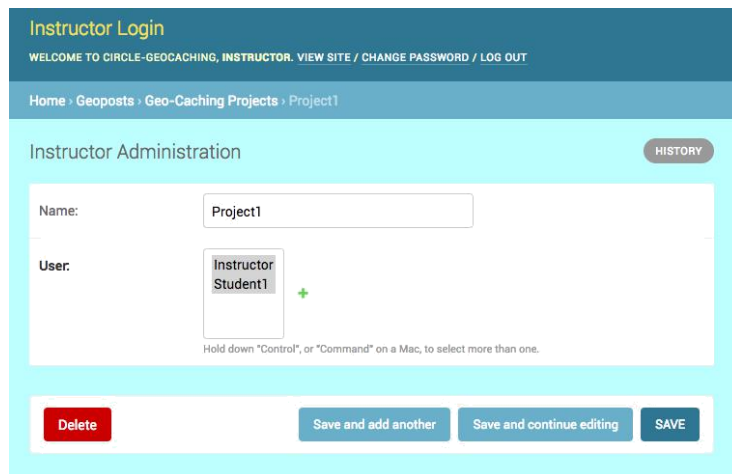 Instructor Login
WELCOME TO CIRCLE-GEOCACHING, INSTRUCTOR. VIEW SITE / CHANGE PASSWORD / LOG OUT
Home › Geoposts › Geo-Caching Projects › Project1
Instructor Administration
HISTORY
Name:
Project1
User:
Instructor
Student1
Hold down "Control", or "Command" on a Mac, to select more than one.
Delete
Save and add another
Save and continue editing
SAVE